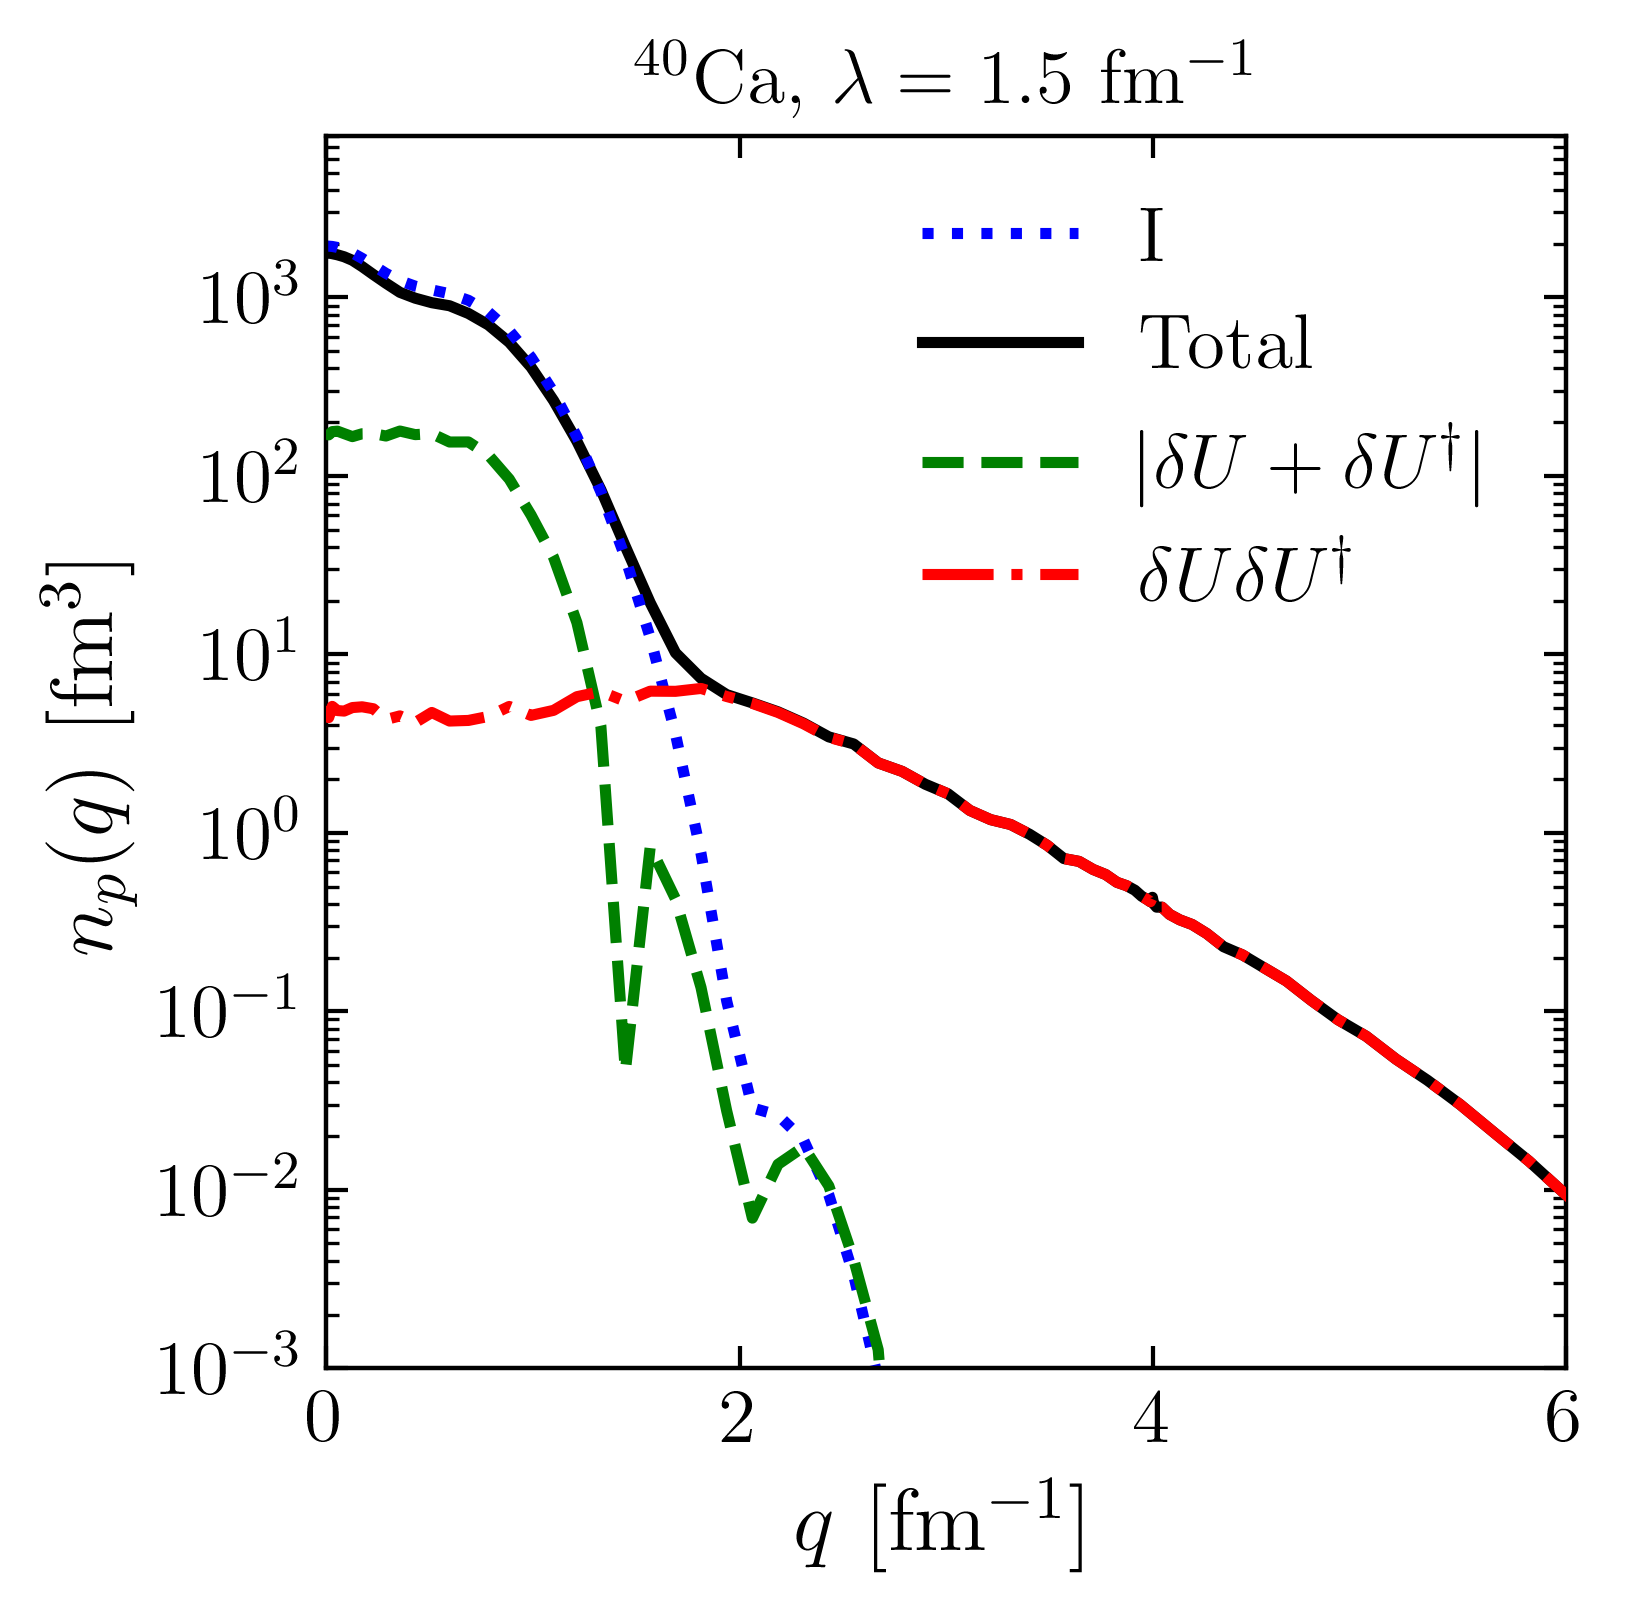 ⁴⁰Ca, λ = 1.5 fm⁻¹
I
Total
|δU + δU†|
δUδU†
nₚ(q) [fm³]
10³
10²
10¹
10⁰
10⁻¹
10⁻²
10⁻³
0 2 4 6
q [fm⁻¹]